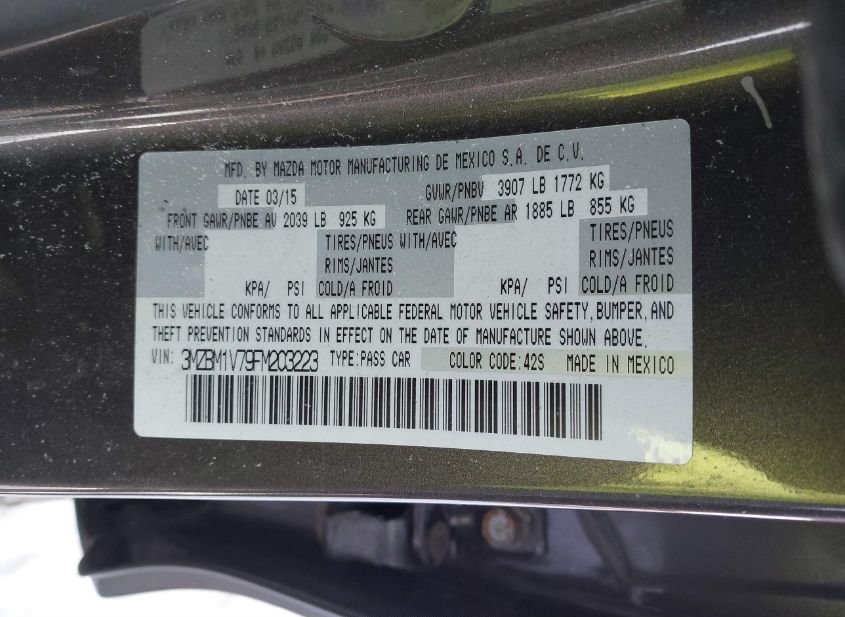 MFD. BY MAZDA MOTOR MANUFACTURING DE MEXICO S.A. DE C.V.
DATE 03/15 GVWR/PNBV 3907 LB 1772 KG
FRONT GAWR/PNBE AV 2039 LB 925 KG REAR GAWR/PNBE AR 1885 LB 855 KG
WITH/AVEC TIRES/PNEUS WITH/AVEC TIRES/PNEUS
RIMS/JANTES RIMS/JANTES
KPA/ PSI COLD/A FROID KPA/ PSI COLD/A FROID
THIS VEHICLE CONFORMS TO ALL APPLICABLE FEDERAL MOTOR VEHICLE SAFETY, BUMPER, AND
THEFT PREVENTION STANDARDS IN EFFECT ON THE DATE OF MANUFACTURE SHOWN ABOVE.
VIN: 3MZBM1V79FM203223 TYPE:PASS CAR COLOR CODE:42S MADE IN MEXICO